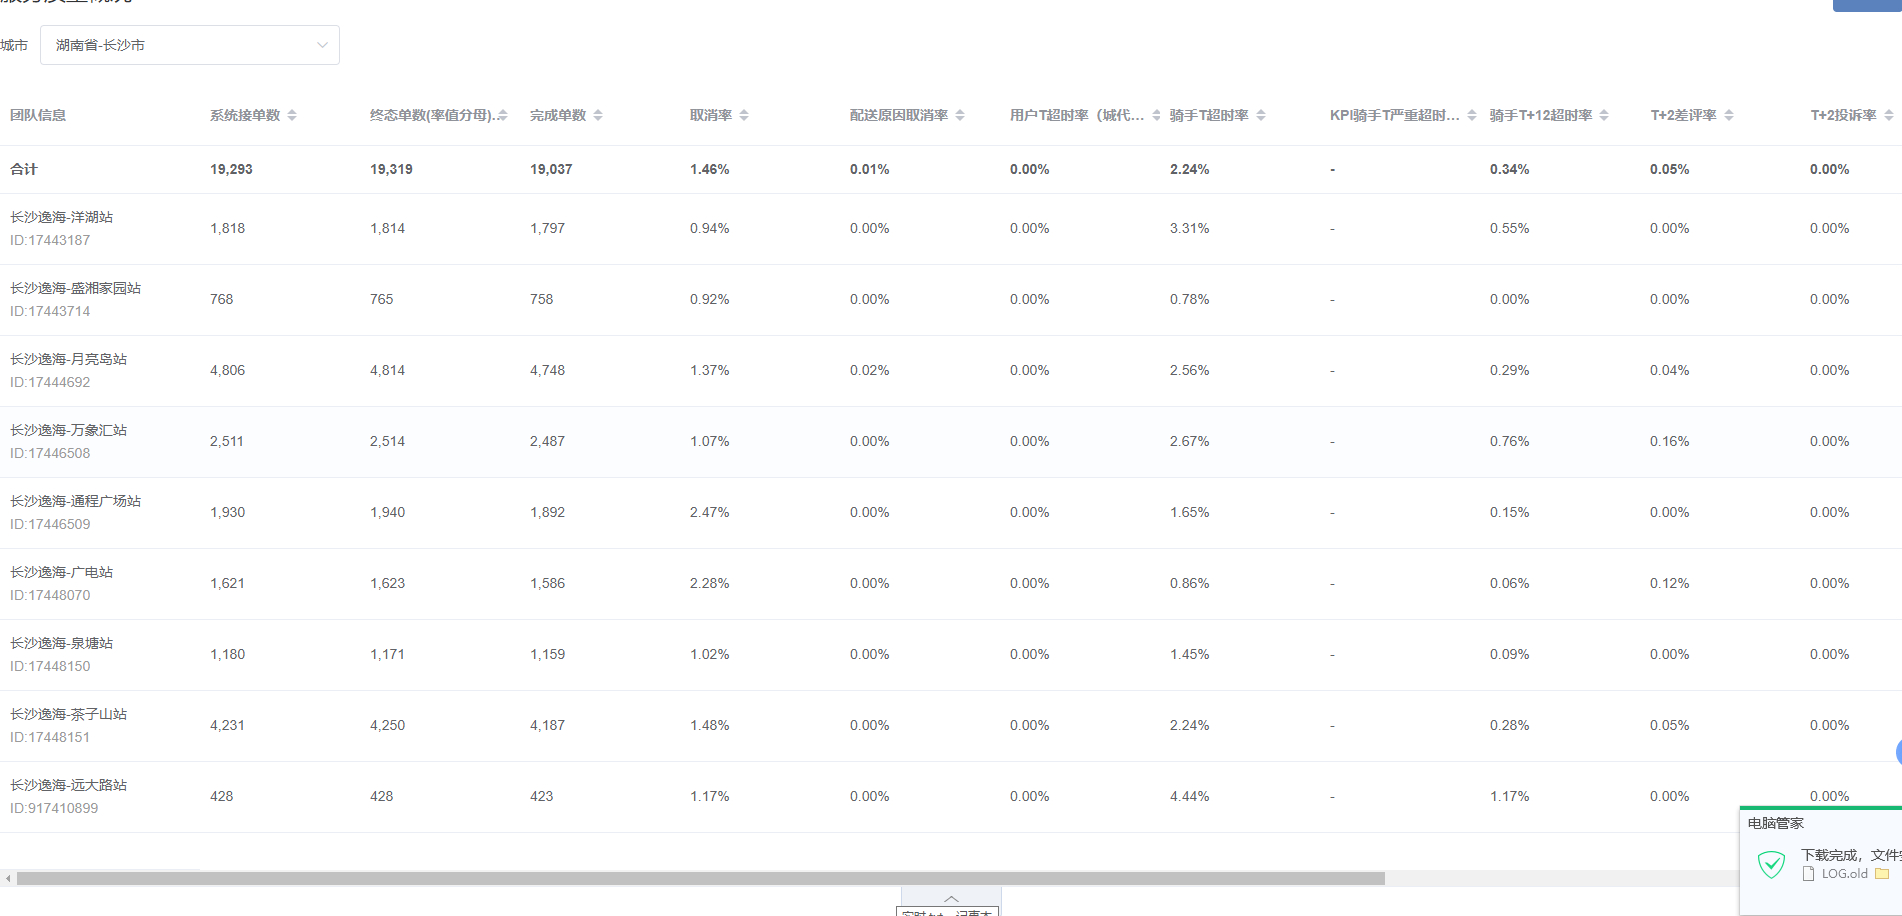 城市 湖南省-长沙市
团队信息 系统接单数 终态单数(率值分母)... 完成单数 取消率 配送原因取消率 用户T超时率（城代... 骑手T超时率 KPI骑手T严重超时... 骑手T+12超时率 T+2差评率 T+2投诉率
合计 19,293 19,319 19,037 1.46% 0.01% 0.00% 2.24% - 0.34% 0.05% 0.00%
长沙逸海-洋湖站
ID:17443187
1,818 1,814 1,797 0.94% 0.00% 0.00% 3.31% - 0.55% 0.00% 0.00%
长沙逸海-盛湘家园站
ID:17443714
768 765 758 0.92% 0.00% 0.00% 0.78% - 0.00% 0.00% 0.00%
长沙逸海-月亮岛站
ID:17444692
4,806 4,814 4,748 1.37% 0.02% 0.00% 2.56% - 0.29% 0.04% 0.00%
长沙逸海-万象汇站
ID:17446508
2,511 2,514 2,487 1.07% 0.00% 0.00% 2.67% - 0.76% 0.16% 0.00%
长沙逸海-通程广场站
ID:17446509
1,930 1,940 1,892 2.47% 0.00% 0.00% 1.65% - 0.15% 0.00% 0.00%
长沙逸海-广电站
ID:17448070
1,621 1,623 1,586 2.28% 0.00% 0.00% 0.86% - 0.06% 0.12% 0.00%
长沙逸海-泉塘站
ID:17448150
1,180 1,171 1,159 1.02% 0.00% 0.00% 1.45% - 0.09% 0.00% 0.00%
长沙逸海-茶子山站
ID:17448151
4,231 4,250 4,187 1.48% 0.00% 0.00% 2.24% - 0.28% 0.05% 0.00%
长沙逸海-远大路站
ID:917410899
428 428 423 1.17% 0.00% 0.00% 4.44% - 1.17% 0.00% 0.00%
电脑管家
下载完成，文件
LOG.old